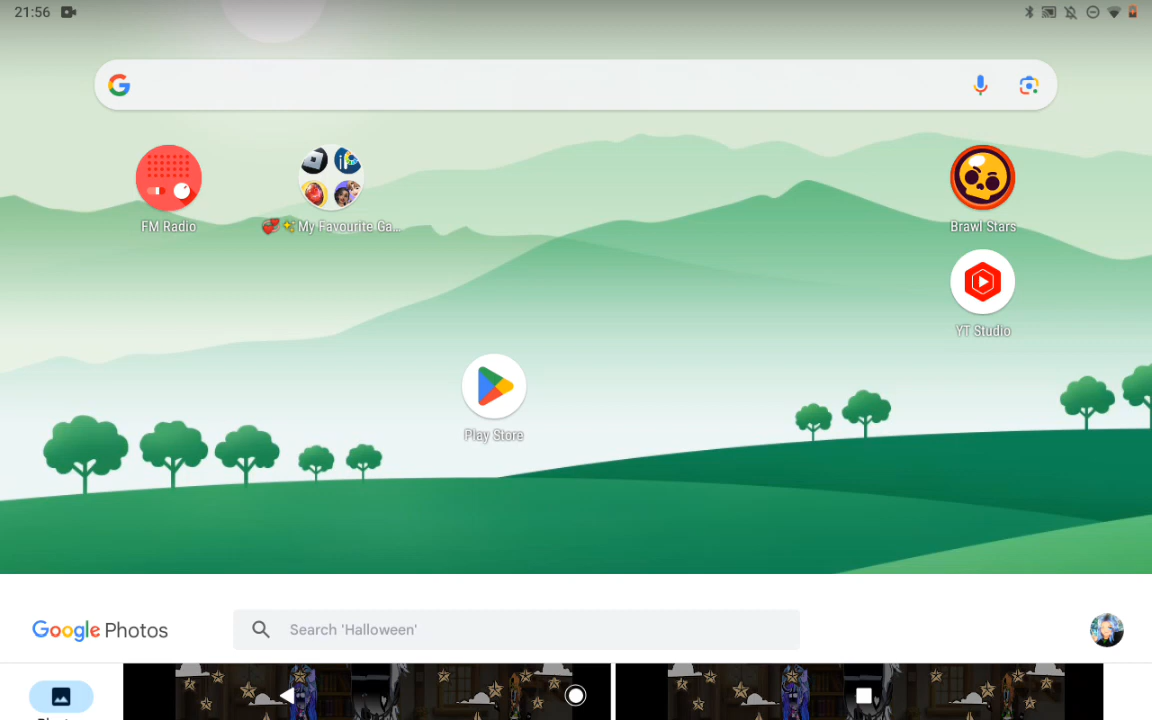 21:56
FM Radio
💞✨My Favourite Ga...
Brawl Stars
YT Studio
Play Store
Google Photos
Search 'Halloween'